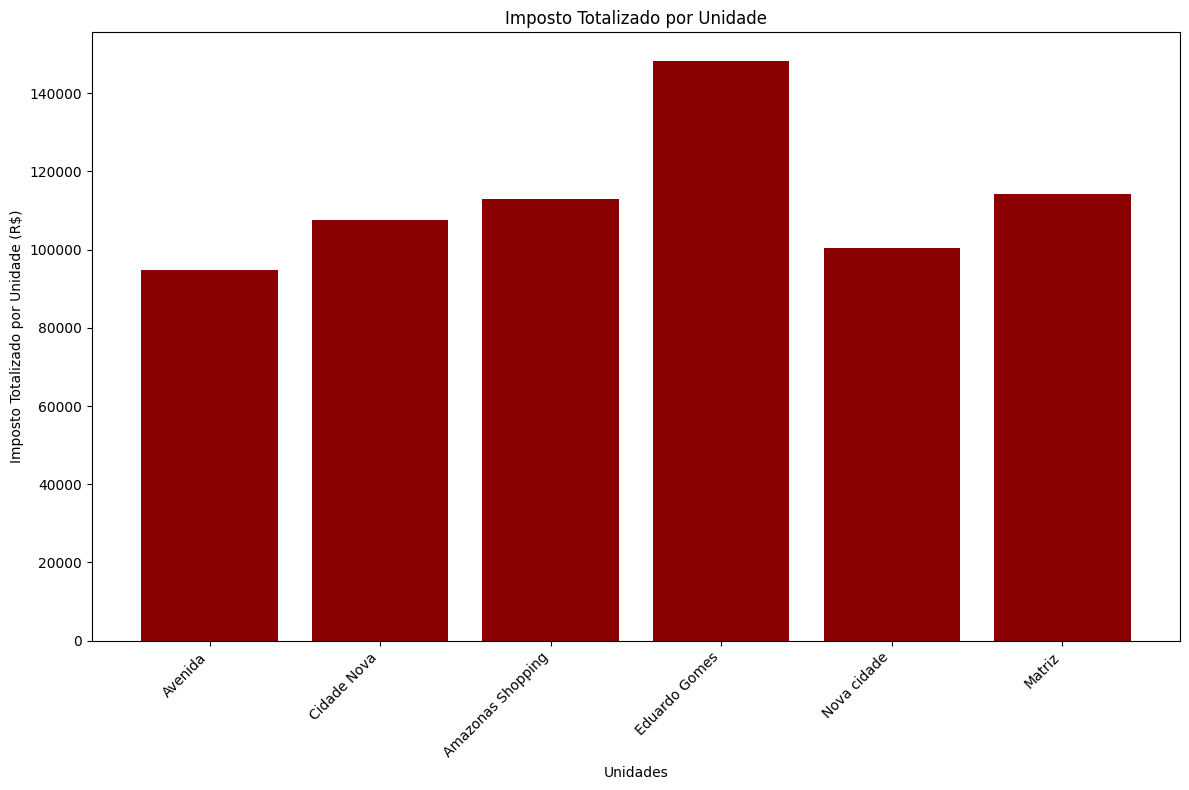 Imposto Totalizado por Unidade
Imposto Totalizado por Unidade (R$)
140000
120000
100000
80000
60000
40000
20000
0
Avenida
Cidade Nova
Amazonas Shopping
Eduardo Gomes
Nova cidade
Matriz
Unidades